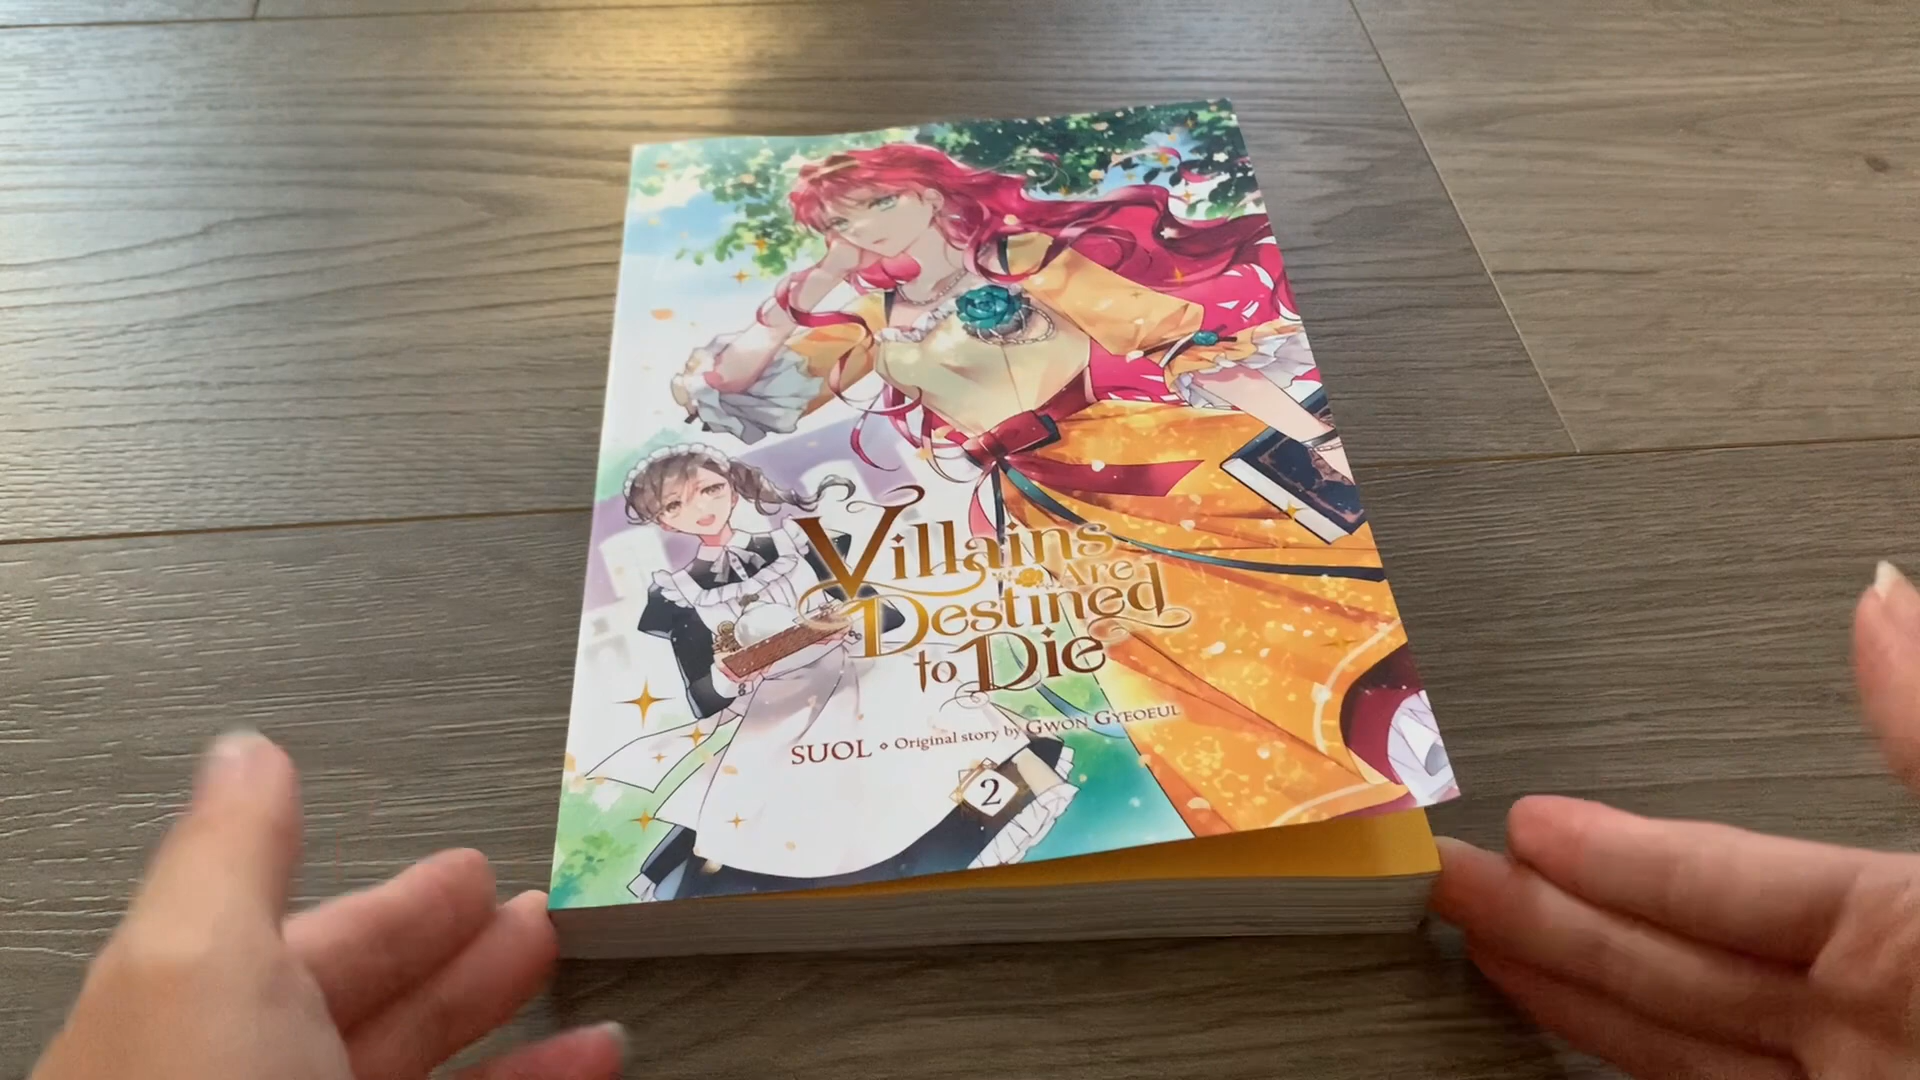 Villains
Are
Destined
to Die
SUOL ⋄ Original story by GWON GYEOEUL
2